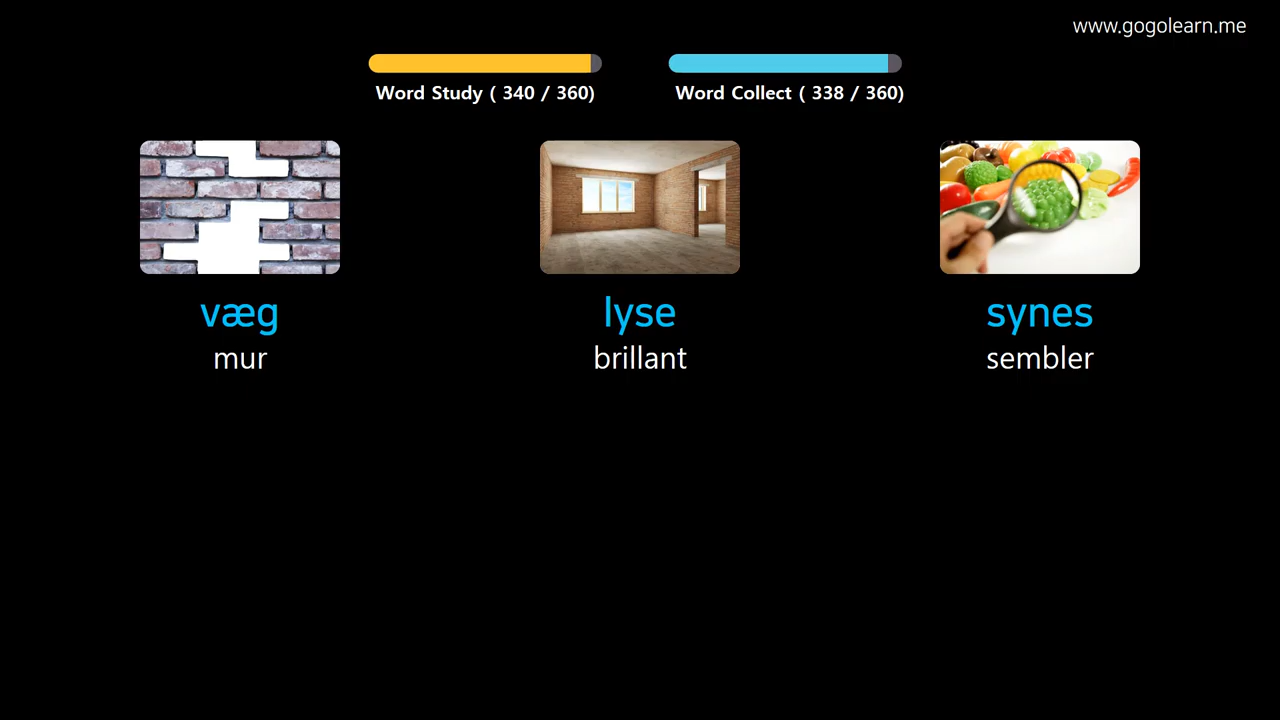 www.gogolearn.me
Word Study ( 340 / 360)
Word Collect ( 338 / 360)
væg
lyse
synes
mur
brillant
sembler